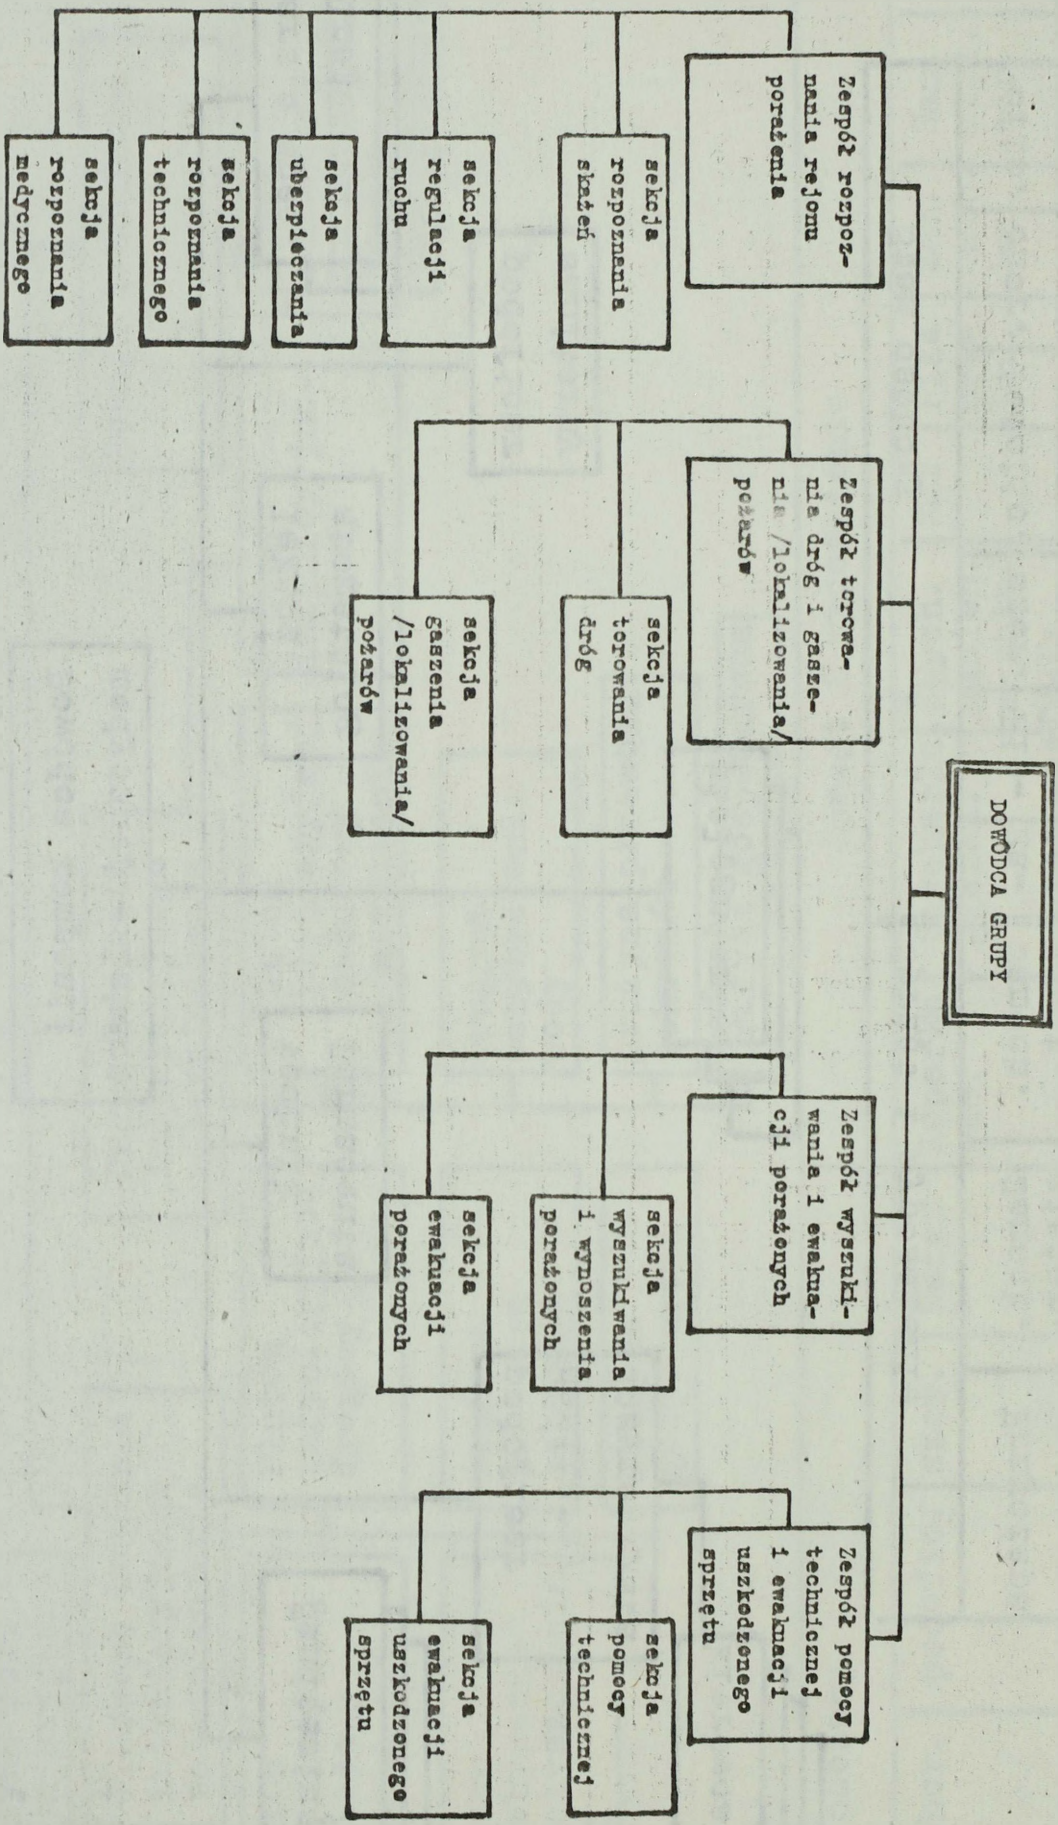 DOWÓDCA GRUPY
Zespół rozpoz-
nania rejonu
porażenia
sekcja
rozpoznania
skażeń
sekcja
regulacji
ruchu
sekcja
ubezpieczania
sekcja
rozpoznania
technicznego
sekcja
rozpoznania
medycznego
Zespół torowa-
nia dróg i gasze-
nia /lokalizowania/
pożarów
sekcja
torowania
dróg
sekcja
gaszenia
/lokalizowania/
pożarów
Zespół wyszuki-
wania i ewakua-
cji porażonych
sekcja
wyszukiwania
i wynoszenia
porażonych
sekcja
ewakuacji
porażonych
Zespół pomocy
technicznej
i ewakuacji
uszkodzonego
sprzętu
sekcja
pomocy
technicznej
sekcja
ewakuacji
uszkodzonego
sprzętu